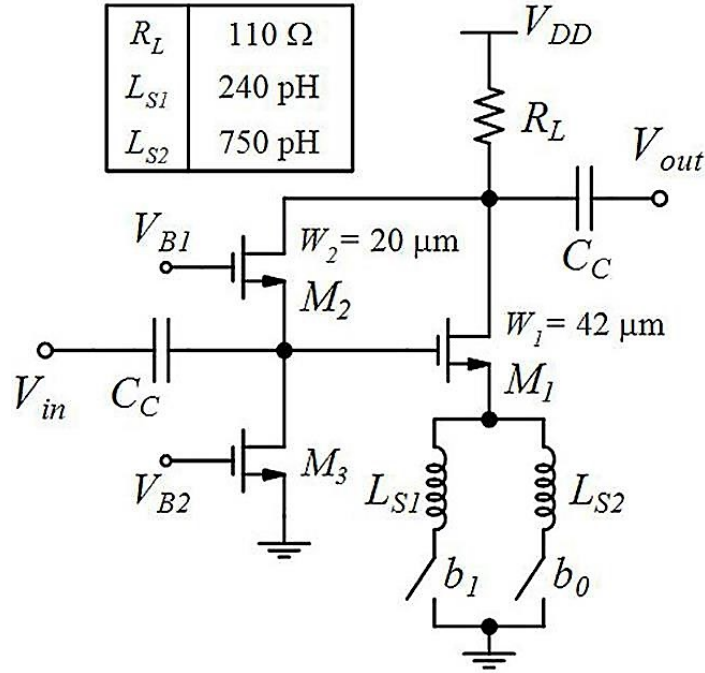 R_L 110 Ω
L_S1 240 pH
L_S2 750 pH
V_DD
R_L
V_out
C_C
V_B1
W_2 = 20 μm
M_2
W_1 = 42 μm
M_1
V_in
C_C
V_B2
M_3
L_S1
L_S2
b_1
b_0